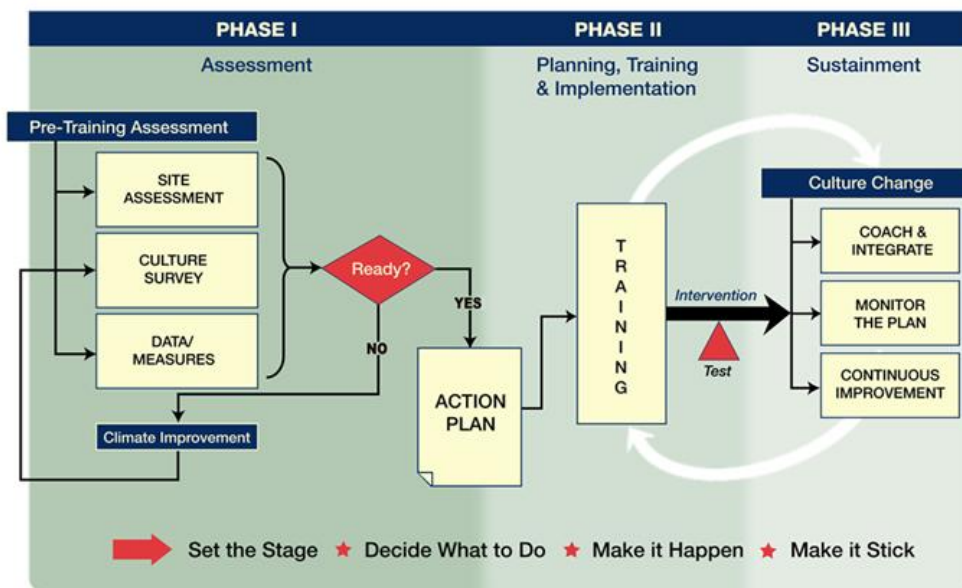 PHASE I
PHASE II
PHASE III
Assessment
Planning, Training
& Implementation
Sustainment
Pre-Training Assessment
SITE
ASSESSMENT
CULTURE
SURVEY
DATA/
MEASURES
Ready?
YES
NO
Climate Improvement
ACTION
PLAN
TRAINING
Intervention
Test
Culture Change
COACH &
INTEGRATE
MONITOR
THE PLAN
CONTINUOUS
IMPROVEMENT
Set the Stage ★ Decide What to Do ★ Make it Happen ★ Make it Stick